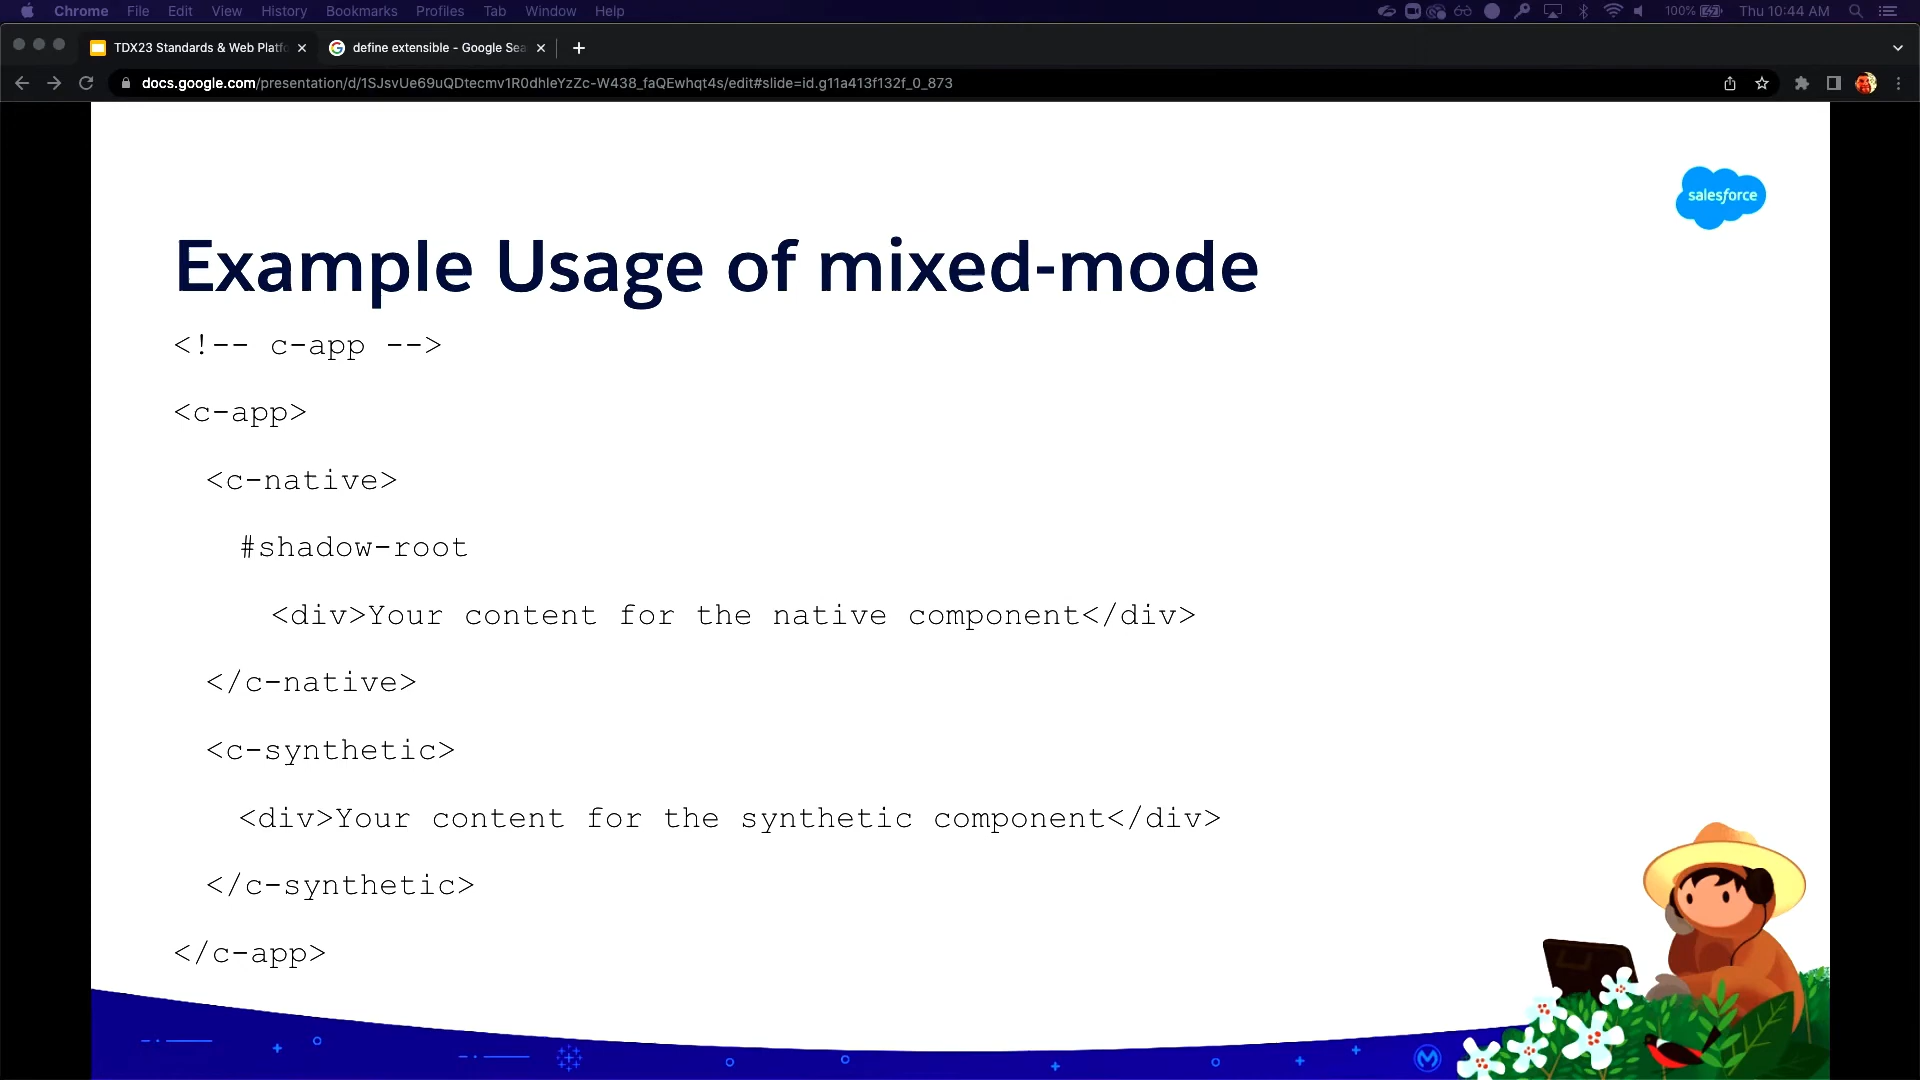 Chrome File Edit View History Bookmarks Profiles Tab Window Help 100% Thu 10:44 AM
TDX23 Standards & Web Platfo define extensible - Google Sea
docs.google.com/presentation/d/1SJsvUe69uQDtecmv1R0dhleYzZc-W438_faQEwhqt4s/edit#slide=id.g11a413f132f_0_873
salesforce
Example Usage of mixed-mode
<!-- c-app -->
<c-app>
<c-native>
#shadow-root
<div>Your content for the native component</div>
</c-native>
<c-synthetic>
<div>Your content for the synthetic component</div>
</c-synthetic>
</c-app>